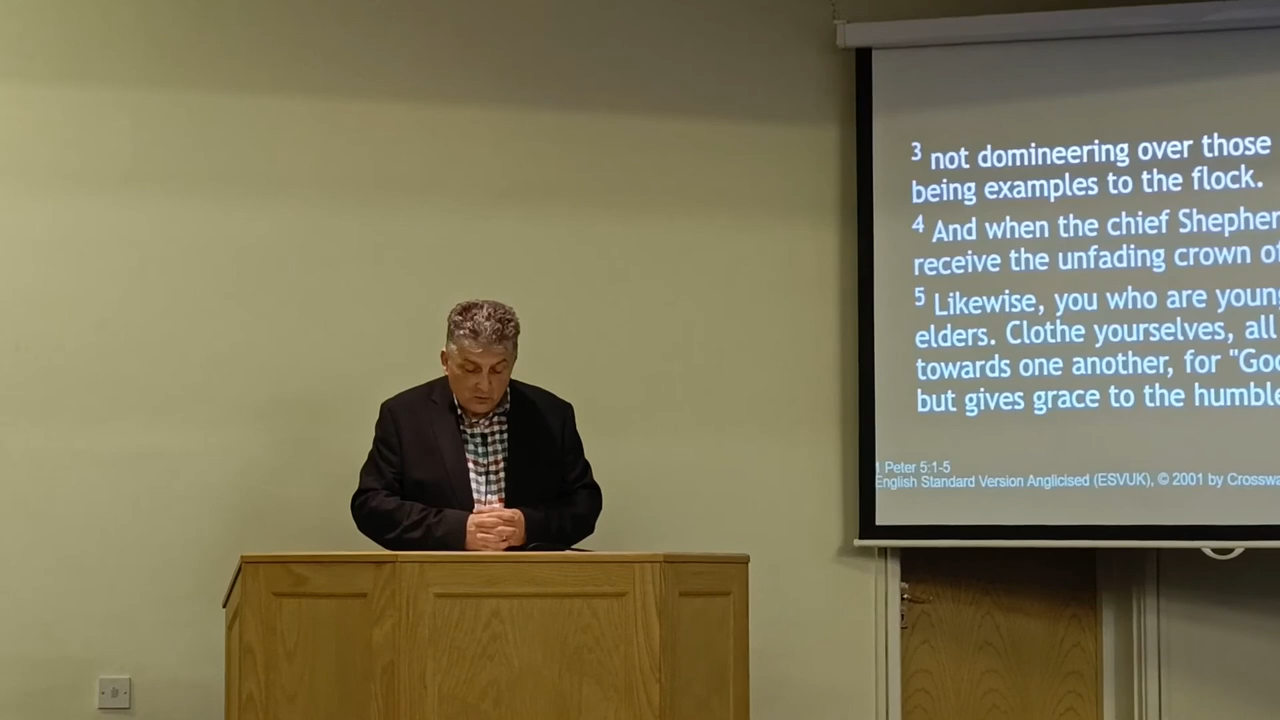 3 not domineering over those
being examples to the flock.
4 And when the chief Shepher
receive the unfading crown of
5 Likewise, you who are young
elders. Clothe yourselves, all
towards one another, for "God
but gives grace to the humble
1 Peter 5:1-5
English Standard Version Anglicised (ESVUK), © 2001 by Crosswa